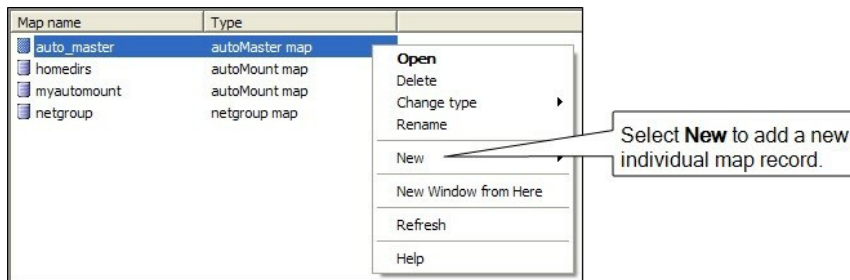 Map name Type
auto_master autoMaster map
homedirs autoMount map
myautomount autoMount map
netgroup netgroup map
Open
Delete
Change type
Rename
New
New Window from Here
Refresh
Help
Select New to add a new
individual map record.